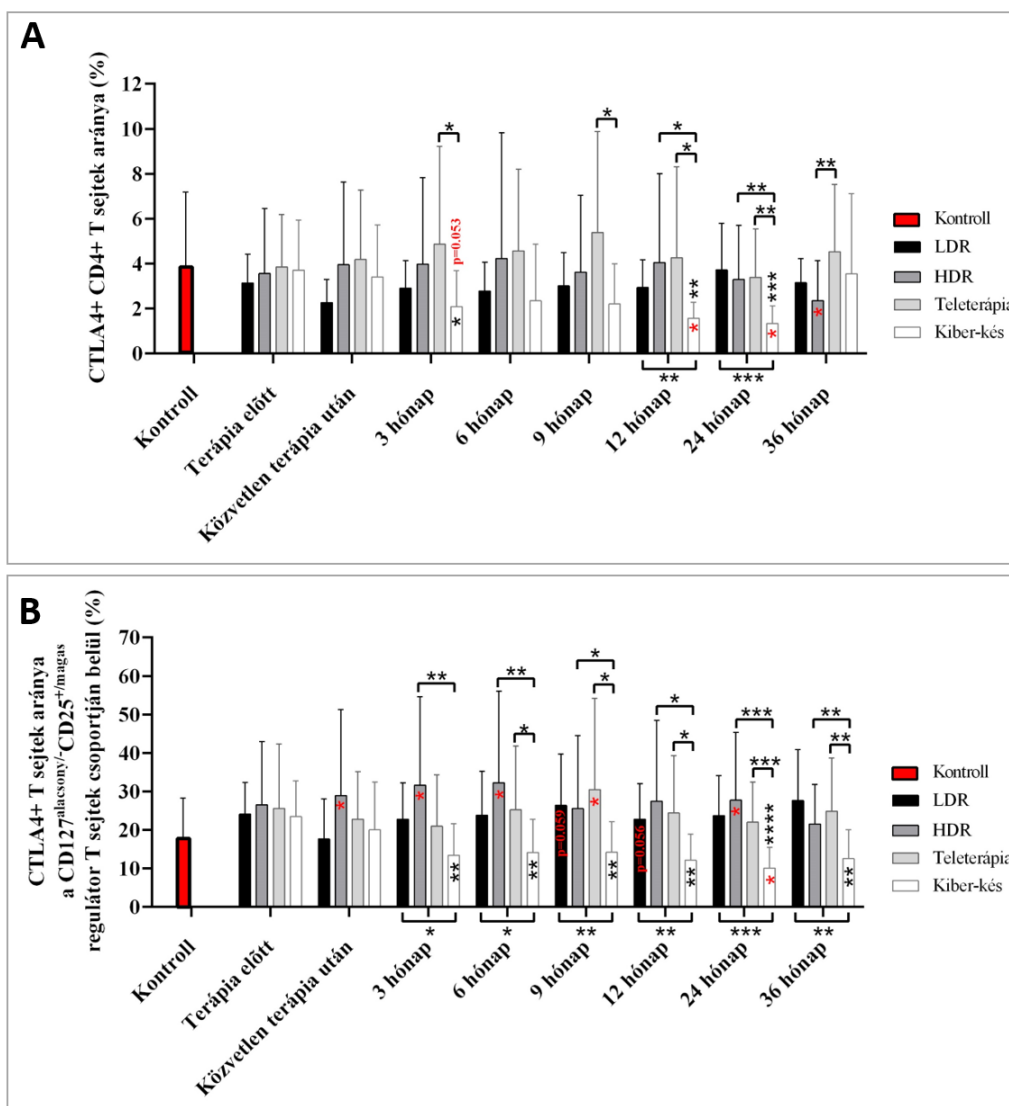 A
CTLA4+ CD4+ T sejtek aránya (%)
12
10
8
6
4
2
0
*
p=0.053
*
*
*
*
**
*
**
**
**
***
*
***
**
*
Kontroll
Terápia előtt
Közvetlen terápia után
3 hónap
6 hónap
9 hónap
12 hónap
24 hónap
36 hónap
Kontroll
LDR
HDR
Teleterápia
Kiber-kés
B
CTLA4+ T sejtek aránya
a CD127alacsony/-CD25+/magas
regulátor T sejtek csoportján belül (%)
70
60
50
40
30
20
10
0
*
**
*
**
*
**
*
*
**
*
*
*
p=0.059
*
**
**
*
*
p=0.056
**
**
***
***
*
****
*
***
**
**
**
**
Kontroll
Terápia előtt
Közvetlen terápia után
3 hónap
6 hónap
9 hónap
12 hónap
24 hónap
36 hónap
Kontroll
LDR
HDR
Teleterápia
Kiber-kés